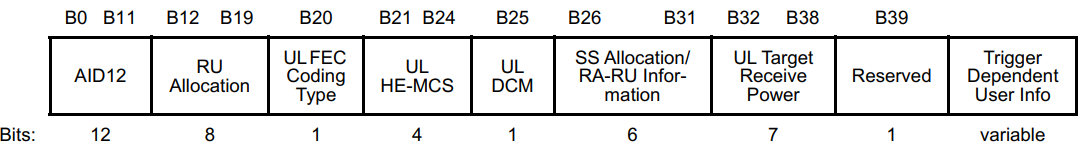 B0 B11 B12 B19 B20 B21 B24 B25 B26 B31 B32 B38 B39
AID12
RU
Allocation
UL FEC
Coding
Type
UL
HE-MCS
UL
DCM
SS Allocation/
RA-RU Infor-
mation
UL Target
Receive
Power
Reserved
Trigger
Dependent
User Info
Bits: 12 8 1 4 1 6 7 1 variable